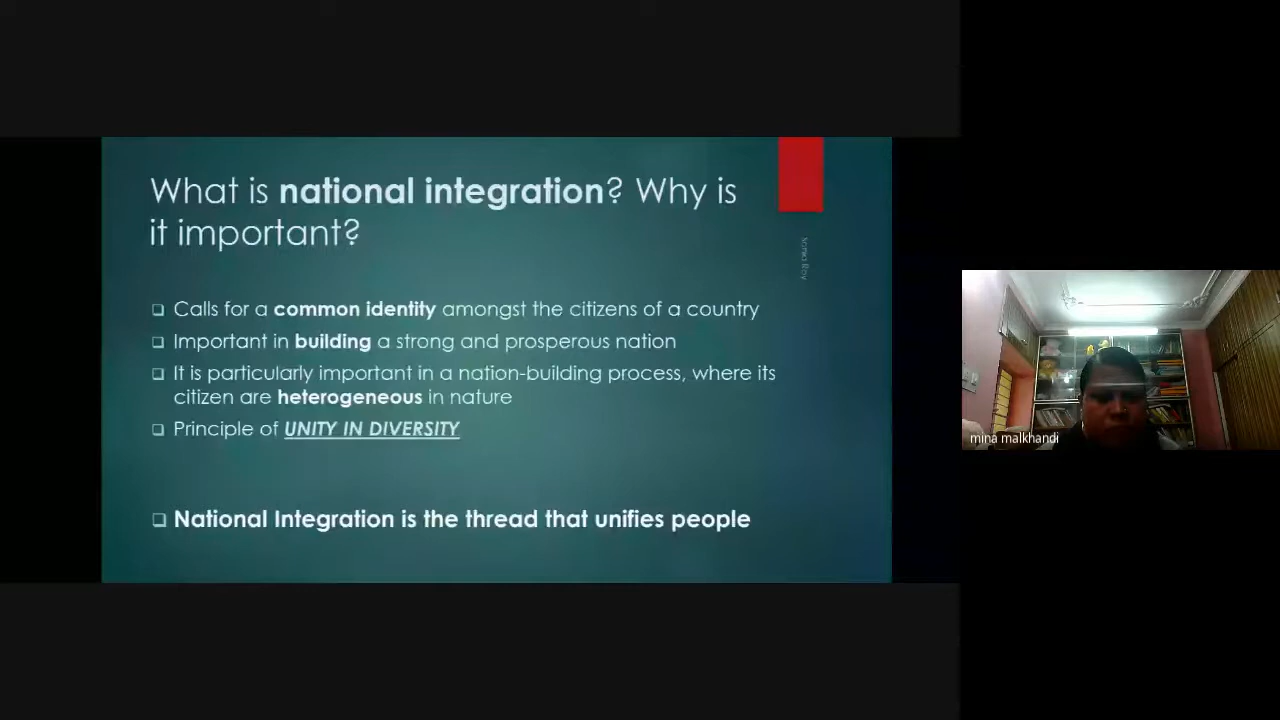 What is national integration? Why is
it important?
❑ Calls for a common identity amongst the citizens of a country
❑ Important in building a strong and prosperous nation
❑ It is particularly important in a nation-building process, where its
citizen are heterogeneous in nature
❑ Principle of UNITY IN DIVERSITY
❑ National Integration is the thread that unifies people
mina malkhandi